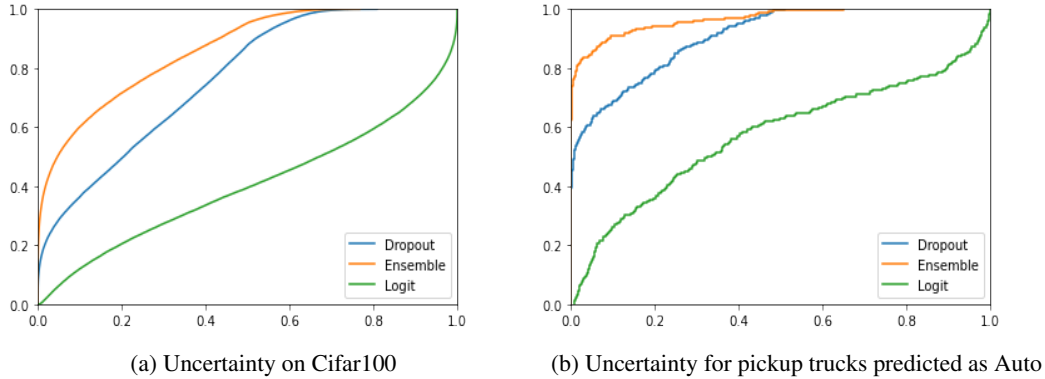 1.0
0.8
0.6
0.4
0.2
0.0
0.0 0.2 0.4 0.6 0.8 1.0
Dropout
Ensemble
Logit
(a) Uncertainty on Cifar100
1.0
0.8
0.6
0.4
0.2
0.0
0.0 0.2 0.4 0.6 0.8 1.0
Dropout
Ensemble
Logit
(b) Uncertainty for pickup trucks predicted as Auto